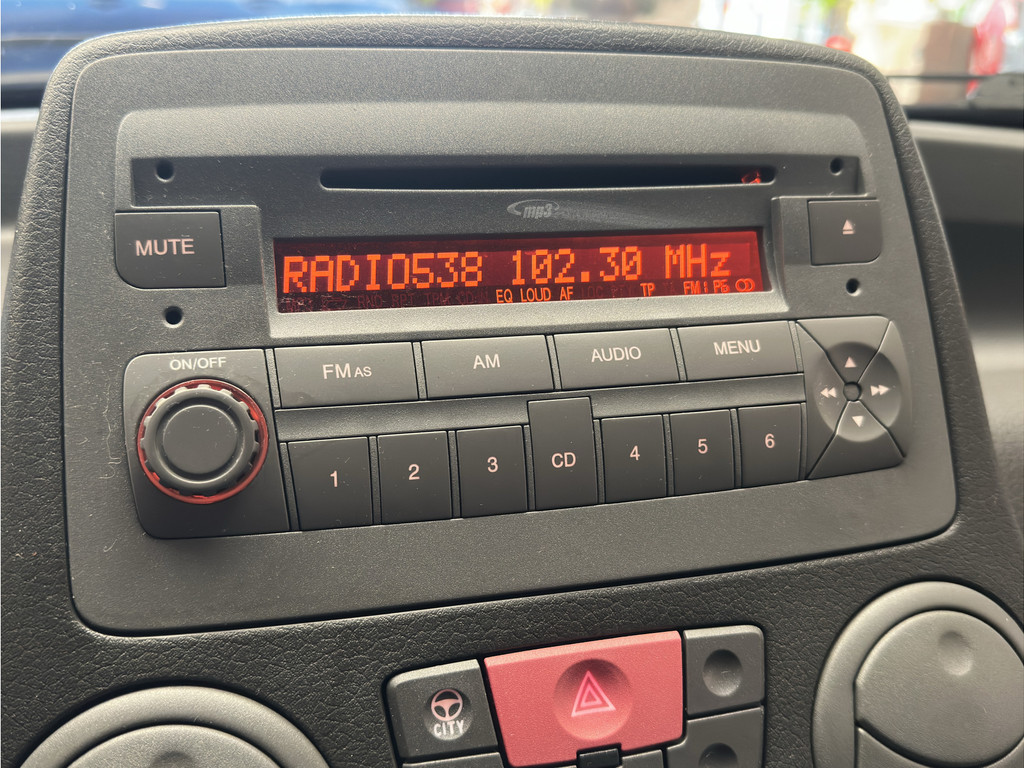 mp3
MUTE
RADIO538 102.30 MHz
EQ LOUD AF TP FM1 P6
ON/OFF
FM AS AM AUDIO MENU
1 2 3 CD 4 5 6
CITY